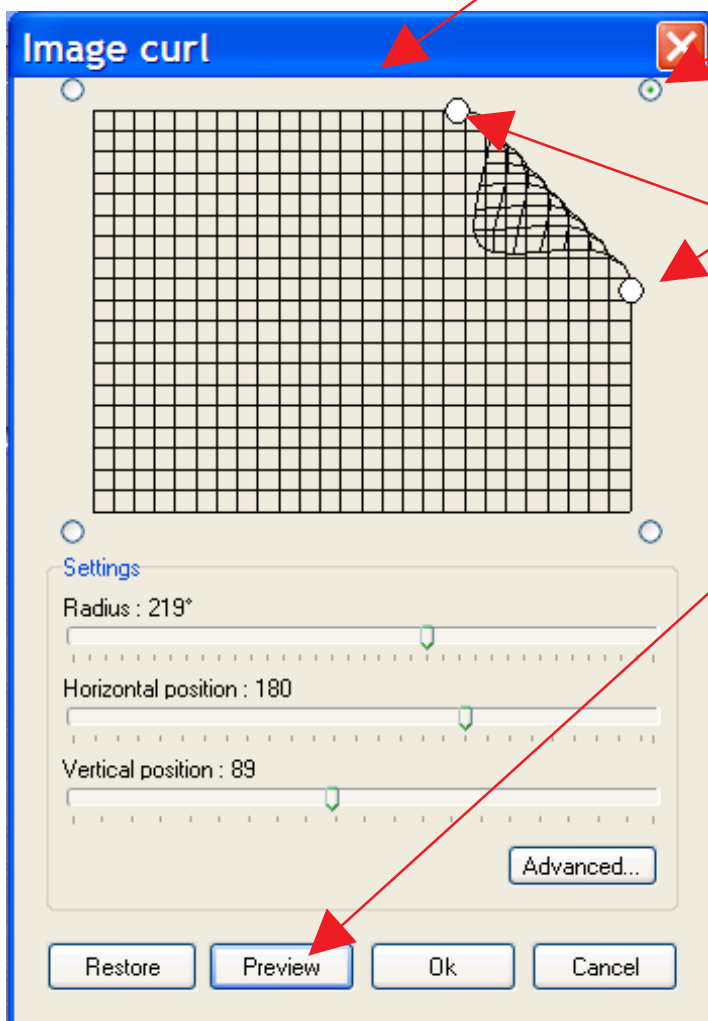 Image curl
Settings
Radius : 219°
Horizontal position : 180
Vertical position : 89
Advanced...
Restore
Preview
Ok
Cancel